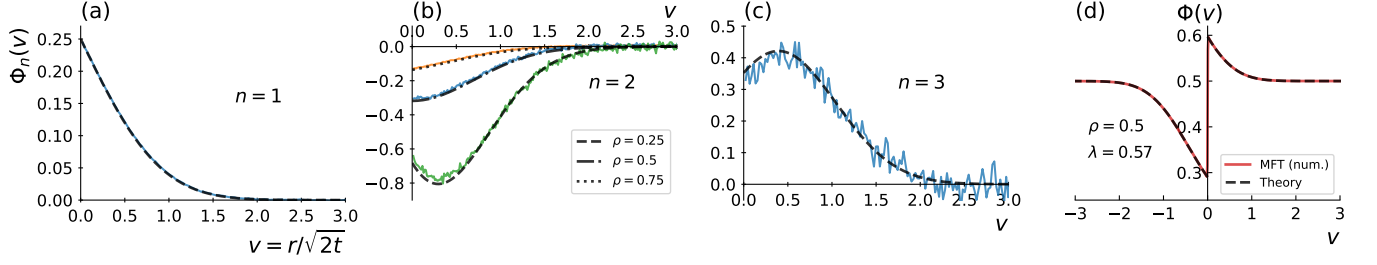 (a)
Φₙ(v)
0.25
0.20
0.15
0.10
0.05
0.00
n = 1
0.0 0.5 1.0 1.5 2.0 2.5 3.0
v = r/√2t
(b)
v
0.0 0.5 1.0 1.5 2.0 2.5 3.0
0.0
−0.2
−0.4
−0.6
−0.8
n = 2
ρ = 0.25
ρ = 0.5
ρ = 0.75
(c)
0.5
0.4
0.3
0.2
0.1
0.0
n = 3
0.0 0.5 1.0 1.5 2.0 2.5 3.0
v
(d)
Φ(v)
0.6
0.5
0.4
0.3
ρ = 0.5
λ = 0.57
MFT (num.)
Theory
−3 −2 −1 0 1 2 3
v